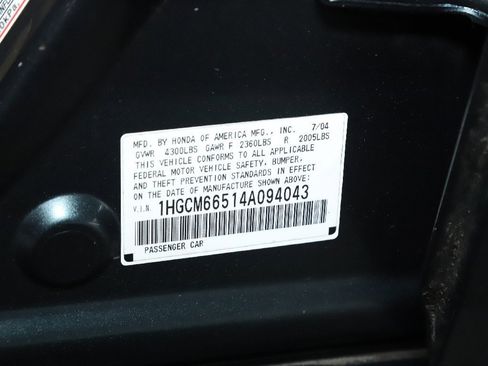 MFD. BY HONDA OF AMERICA MFG., INC. 7/04
GVWR 4300LBS GAWR F 2360LBS R 2005LBS
THIS VEHICLE CONFORMS TO ALL APPLICABLE
FEDERAL MOTOR VEHICLE SAFETY, BUMPER,
AND THEFT PREVENTION STANDARDS IN EFFECT
ON THE DATE OF MANUFACTURE SHOWN ABOVE.
V.I.N. 1HGCM66514A094043
PASSENGER CAR